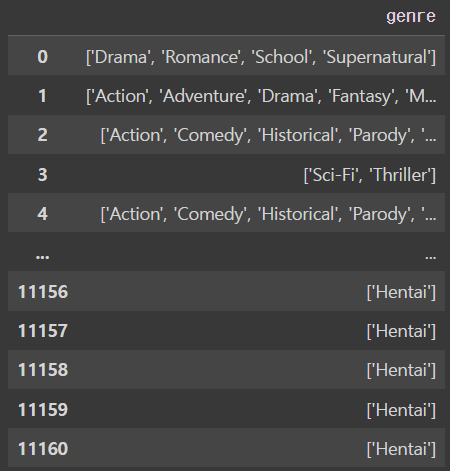 genre
0 ['Drama', 'Romance', 'School', 'Supernatural']
1 ['Action', 'Adventure', 'Drama', 'Fantasy', 'M...
2 ['Action', 'Comedy', 'Historical', 'Parody', '...
3 ['Sci-Fi', 'Thriller']
4 ['Action', 'Comedy', 'Historical', 'Parody', '...
... ...
11156 ['Hentai']
11157 ['Hentai']
11158 ['Hentai']
11159 ['Hentai']
11160 ['Hentai']